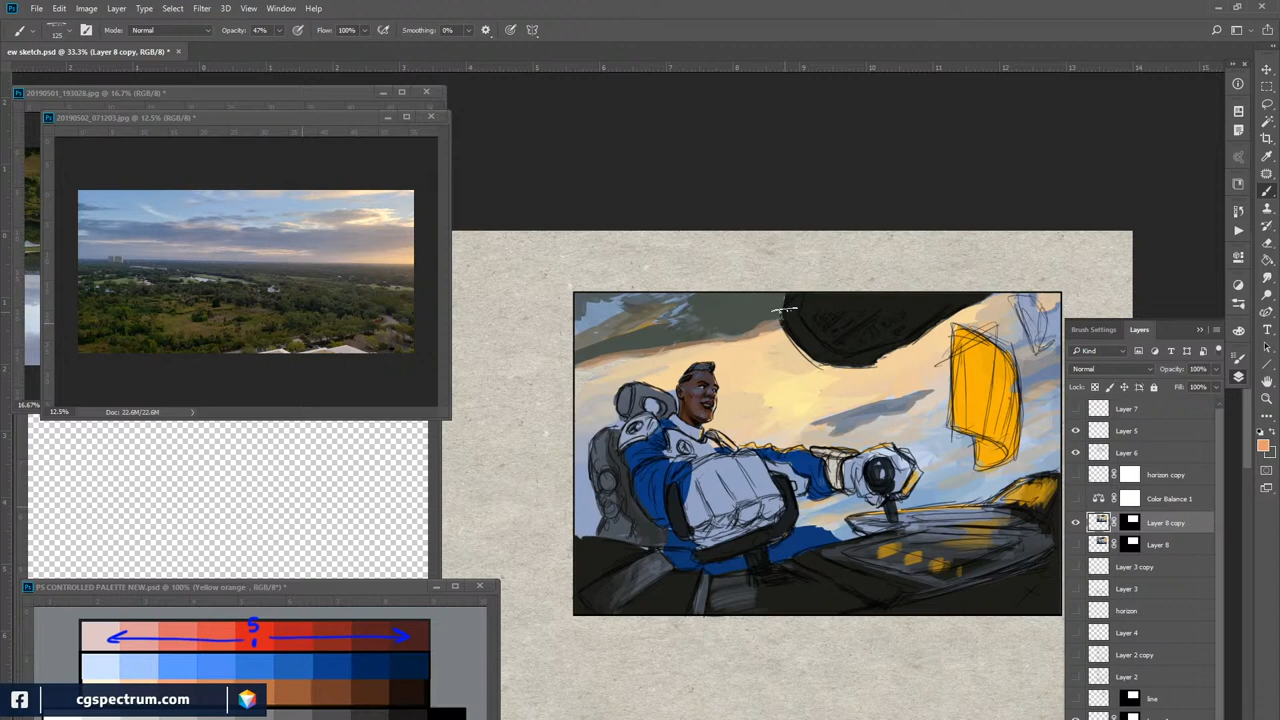 File Edit Image Layer Type Select Filter 3D View Window Help
125 Mode: Normal Opacity: 47% Flow: 100% Smoothing: 0%
ew sketch.psd @ 33.3% (Layer 8 copy, RGB/8) *
20190501_193028.jpg @ 16.7% (RGB/8) *
20190502_071203.jpg @ 12.5% (RGB/8) *
16.67%
12.5% Doc: 22.6M/22.6M
Brush Settings Layers
Kind
Normal Opacity: 100%
Lock: Fill: 100%
Layer 7
Layer 5
Layer 6
horizon copy
Color Balance 1
Layer 8 copy
Layer 8
Layer 3 copy
Layer 3
horizon
Layer 4
Layer 2 copy
Layer 2
line
PS CONTROLLED PALETTE NEW.psd @ 100% (Yellow orange , RGB/8*) *
5
cgspectrum.com